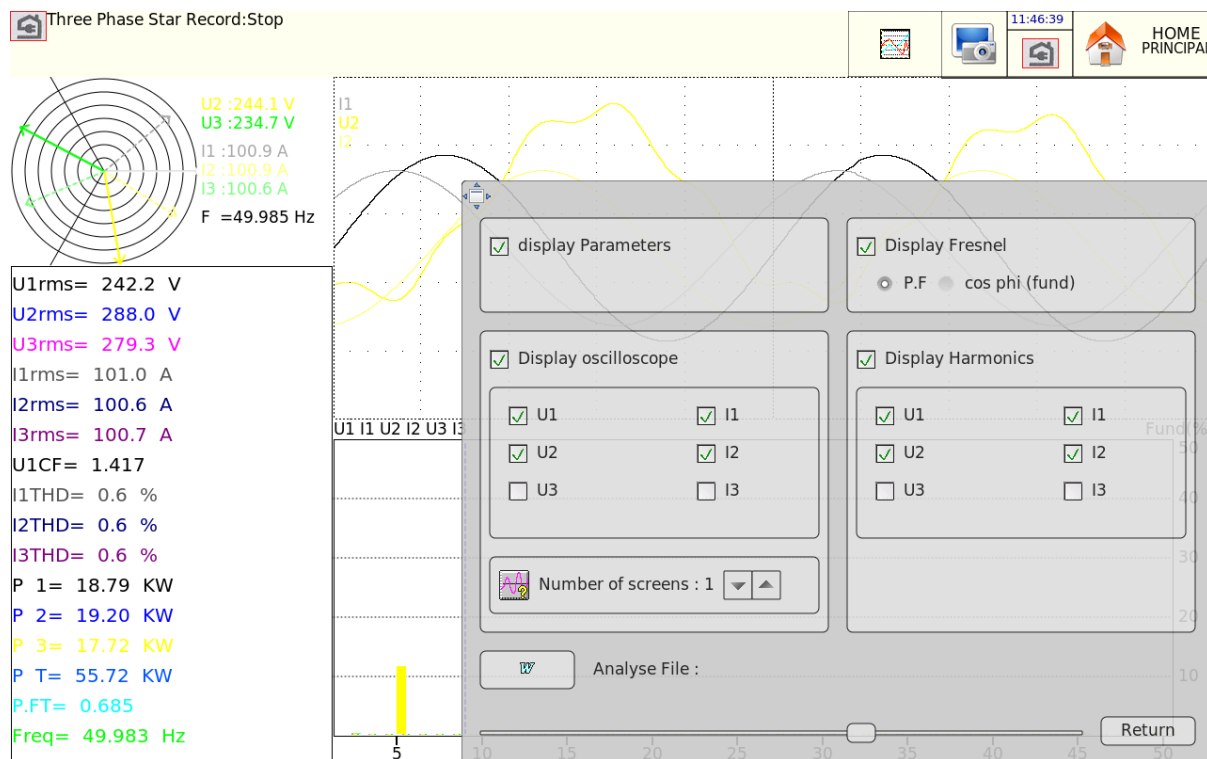 Three Phase Star Record:Stop
11:46:39
HOME
PRINCIPA
U2 :244.1 V
U3 :234.7 V
I1 :100.9 A
I2 :100.9 A
I3 :100.6 A
F =49.985 Hz
I1
U2
I2
U1rms= 242.2 V
U2rms= 288.0 V
U3rms= 279.3 V
I1rms= 101.0 A
I2rms= 100.6 A
I3rms= 100.7 A
U1CF= 1.417
I1THD= 0.6 %
I2THD= 0.6 %
I3THD= 0.6 %
P 1= 18.79 KW
P 2= 19.20 KW
P 3= 17.72 KW
P T= 55.72 KW
P.FT= 0.685
Freq= 49.983 Hz
display Parameters
Display Fresnel
P.F cos phi (fund)
Display oscilloscope
U1 I1
U2 I2
U3 I3
Display Harmonics
U1 I1
U2 I2
U3 I3
Number of screens : 1
W Analyse File :
Return
U1 I1 U2 I2 U3 I3
Fund(%
50
40
30
20
10
5 10 15 20 25 30 35 40 45 50